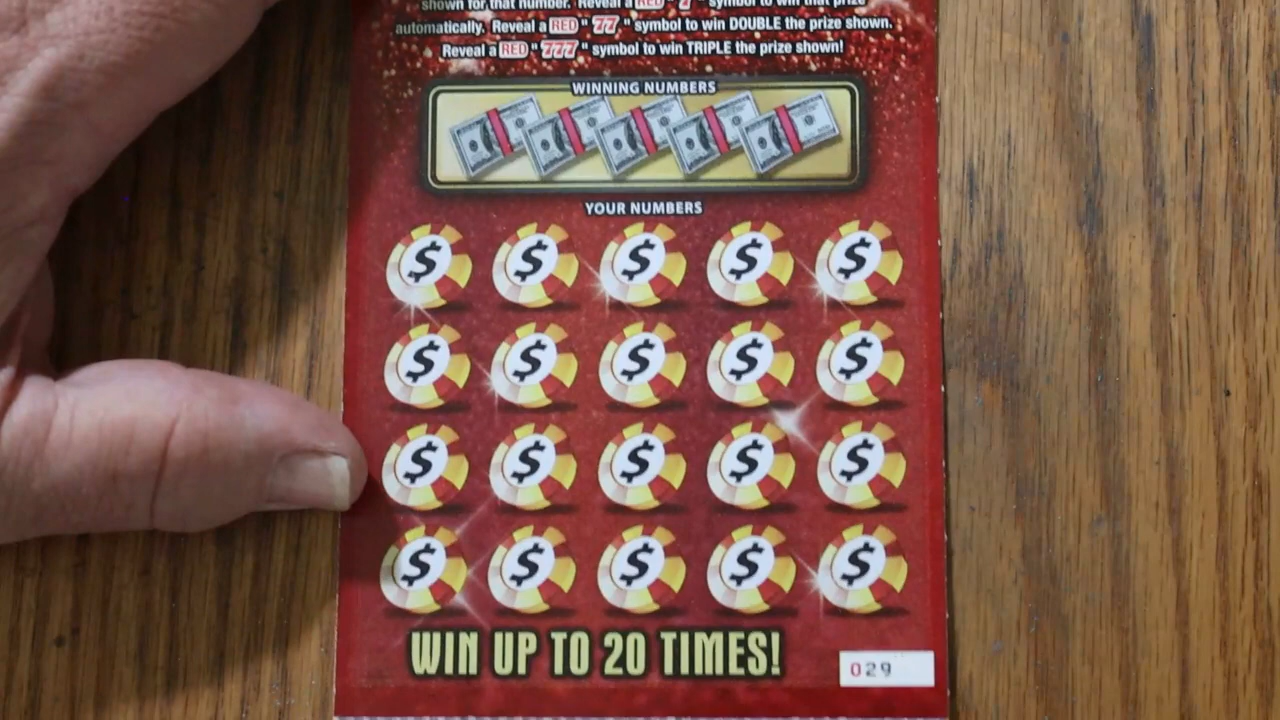 shown for that number. Reveal a RED "7" symbol to win that prize
automatically. Reveal a RED "77" symbol to win DOUBLE the prize shown.
Reveal a RED "777" symbol to win TRIPLE the prize shown!
WINNING NUMBERS
YOUR NUMBERS
$ $ $ $ $
$ $ $ $ $
$ $ $ $ $
$ $ $ $ $
WIN UP TO 20 TIMES!
029